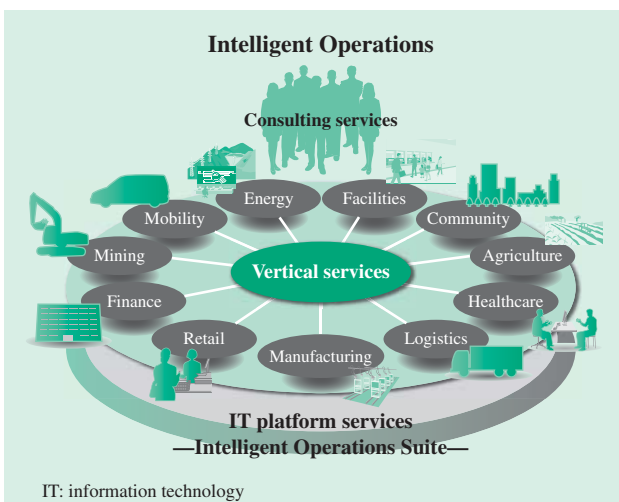 Intelligent Operations
Consulting services
Energy
Facilities
Mobility
Community
Mining
Agriculture
Vertical services
Finance
Healthcare
Retail
Logistics
Manufacturing
IT platform services
—Intelligent Operations Suite—
IT: information technology